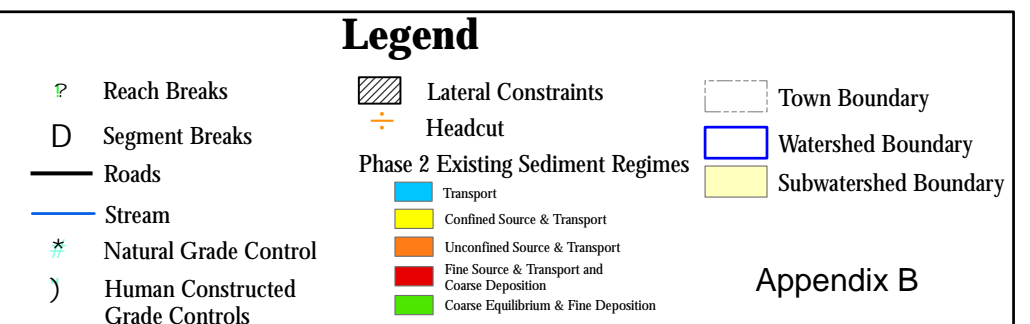 Legend
Reach Breaks
D Segment Breaks
Roads
Stream
Natural Grade Control
Human Constructed
Grade Controls
Lateral Constraints
Headcut
Phase 2 Existing Sediment Regimes
Transport
Confined Source & Transport
Unconfined Source & Transport
Fine Source & Transport and
Coarse Deposition
Coarse Equilibrium & Fine Deposition
Town Boundary
Watershed Boundary
Subwatershed Boundary
Appendix B